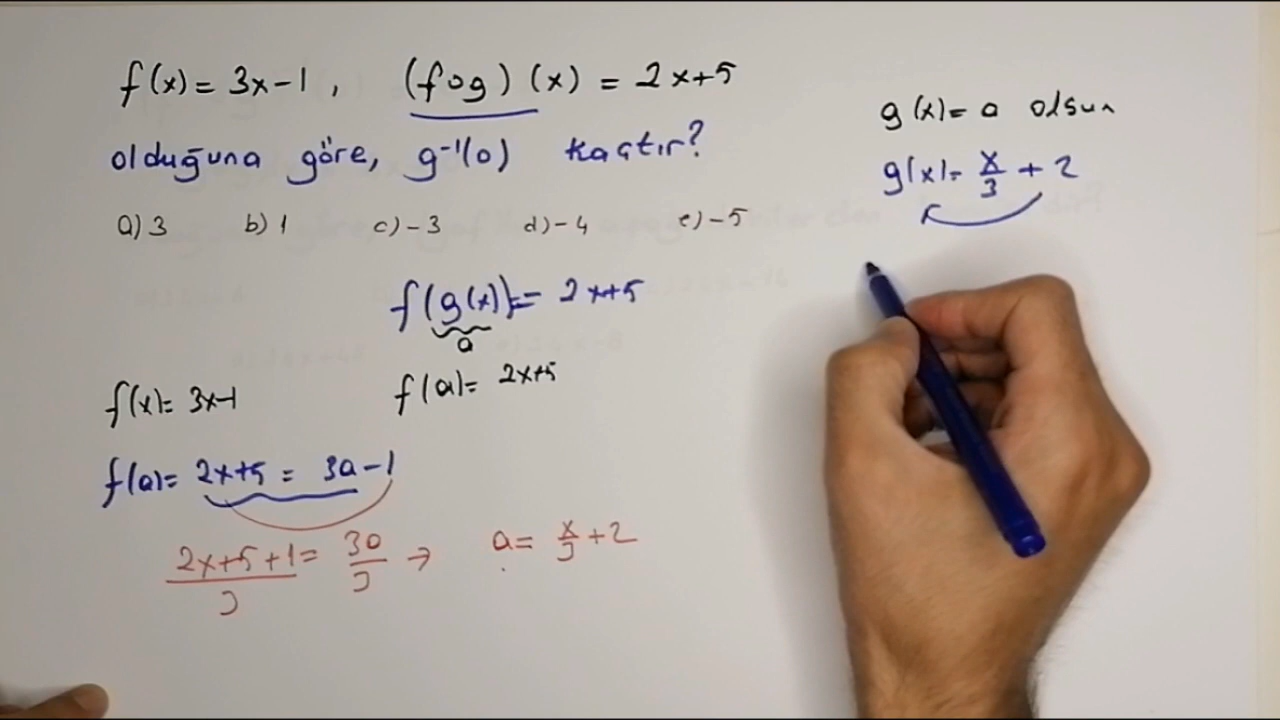 f(x) = 3x-1 , (fog) (x) = 2x+5
olduğuna göre, g⁻¹(0) kaçtır?
a) 3 b) 1 c) -3 d) -4 e) -5
f(g(x)) = 2x+5
a
f(x) = 3x-1 f(a) = 2x+5
f(a) = 2x+5 = 3a-1
(2x+5+1)/3 = 3a/3 → a = x/3 + 2
g(x) = a olsun
g(x) = x/3 + 2